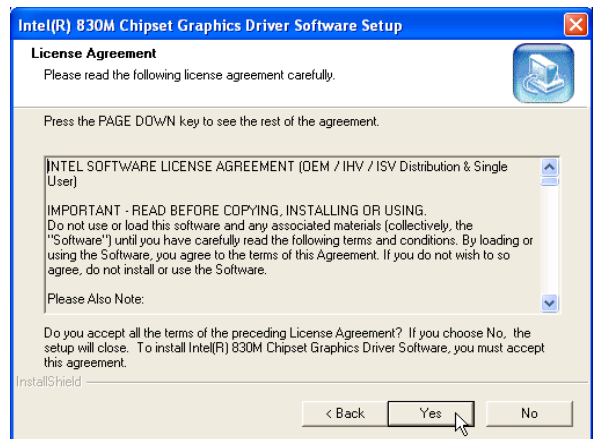 Intel(R) 830M Chipset Graphics Driver Software Setup
License Agreement
Please read the following license agreement carefully.
Press the PAGE DOWN key to see the rest of the agreement.
INTEL SOFTWARE LICENSE AGREEMENT (OEM / IHV / ISV Distribution & Single
User)
IMPORTANT - READ BEFORE COPYING, INSTALLING OR USING.
Do not use or load this software and any associated materials (collectively, the
"Software") until you have carefully read the following terms and conditions. By loading or
using the Software, you agree to the terms of this Agreement. If you do not wish to so
agree, do not install or use the Software.
Please Also Note:
Do you accept all the terms of the preceding License Agreement? If you choose No, the
setup will close. To install Intel(R) 830M Chipset Graphics Driver Software, you must accept
this agreement.
InstallShield
< Back
Yes
No